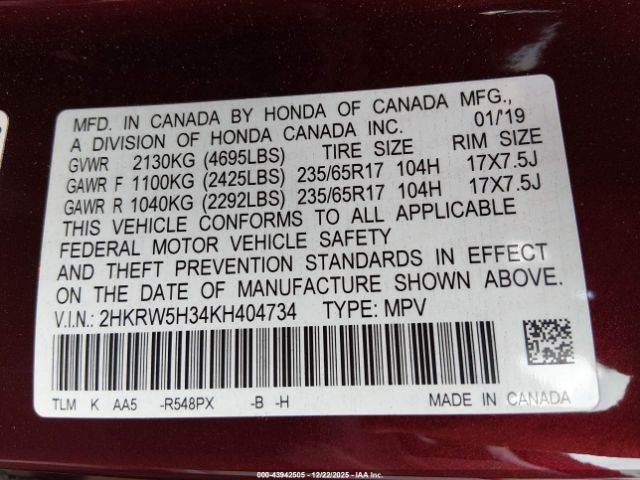 MFD. IN CANADA BY HONDA OF CANADA MFG.,
A DIVISION OF HONDA CANADA INC. 01/'19
GVWR 2130KG (4695LBS) TIRE SIZE RIM SIZE
GAWR F 1100KG (2425LBS) 235/65R17 104H 17X7.5J
GAWR R 1040KG (2292LBS) 235/65R17 104H 17X7.5J
THIS VEHICLE CONFORMS TO ALL APPLICABLE
FEDERAL MOTOR VEHICLE SAFETY
AND THEFT PREVENTION STANDARDS IN EFFECT
ON THE DATE OF MANUFACTURE SHOWN ABOVE.
V.I.N.: 2HKRW5H34KH404734 TYPE: MPV
TLM K AA5 -R548PX -B -H MADE IN CANADA
000-43942505 - 12/22/2025 - IAA Inc.